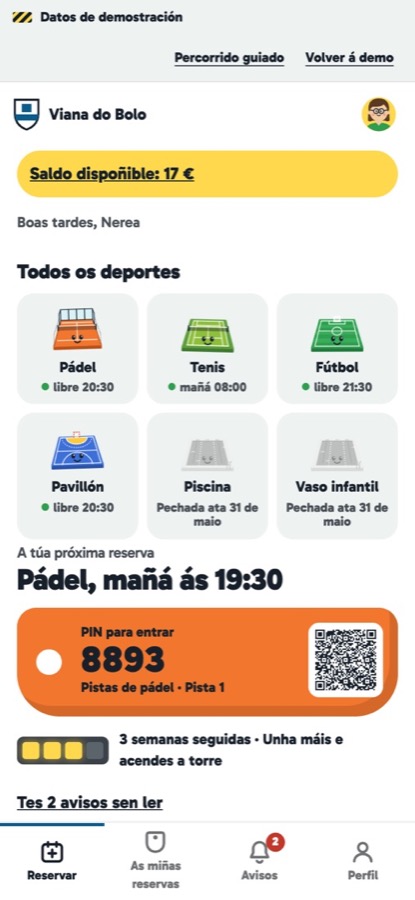 Datos de demostración
Percorrido guiado Volver á demo
Viana do Bolo
Saldo dispoñible: 17 €
Boas tardes, Nerea
Todos os deportes
Pádel
libre 20:30
Tenis
mañá 08:00
Fútbol
libre 21:30
Pavillón
libre 20:30
Piscina
Pechada ata 31 de
maio
Vaso infantil
Pechada ata 31 de
maio
A túa próxima reserva
Pádel, mañá ás 19:30
PIN para entrar
8893
Pistas de pádel · Pista 1
3 semanas seguidas · Unha máis e
acendes a torre
Tes 2 avisos sen ler
Reservar
As miñas
reservas
2
Avisos
Perfil